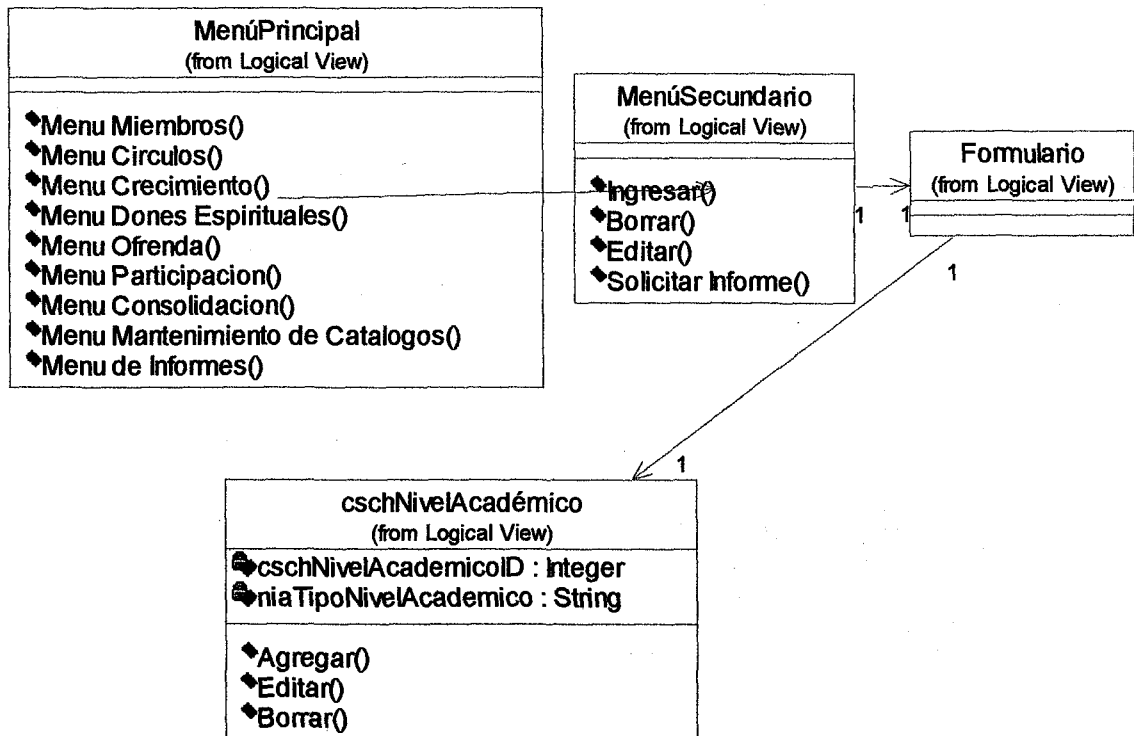 MenúPrincipal
(from Logical View)
Menu Miembros()
Menu Circulos()
Menu Crecimiento()
Menu Dones Espirituales()
Menu Ofrenda()
Menu Participacion()
Menu Consolidacion()
Menu Mantenimiento de Catalogos()
Menu de Informes()
MenúSecundario
(from Logical View)
Ingresar()
Borrar()
Editar()
Solicitar Informe()
1
1
Formulario
(from Logical View)
1
1
cschNivelAcadémico
(from Logical View)
cschNivelAcademicoID : Integer
niaTipoNivelAcademico : String
Agregar()
Editar()
Borrar()